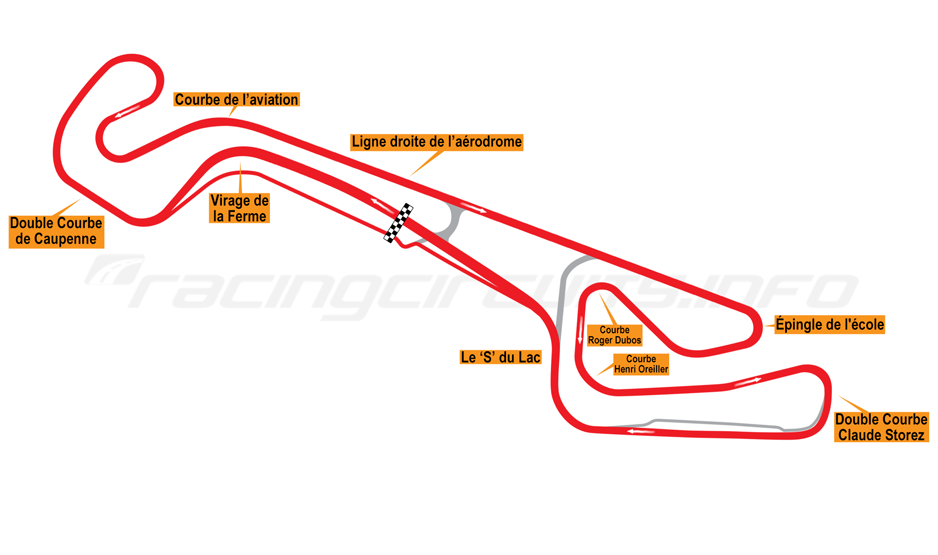 Courbe de l'aviation
Ligne droite de l'aérodrome
Virage de
la Ferme
Double Courbe
de Caupenne
racingcircuits.info
Courbe
Roger Dubos
Épingle de l'école
Le ‘S’ du Lac
Courbe
Henri Oreiller
Double Courbe
Claude Storez